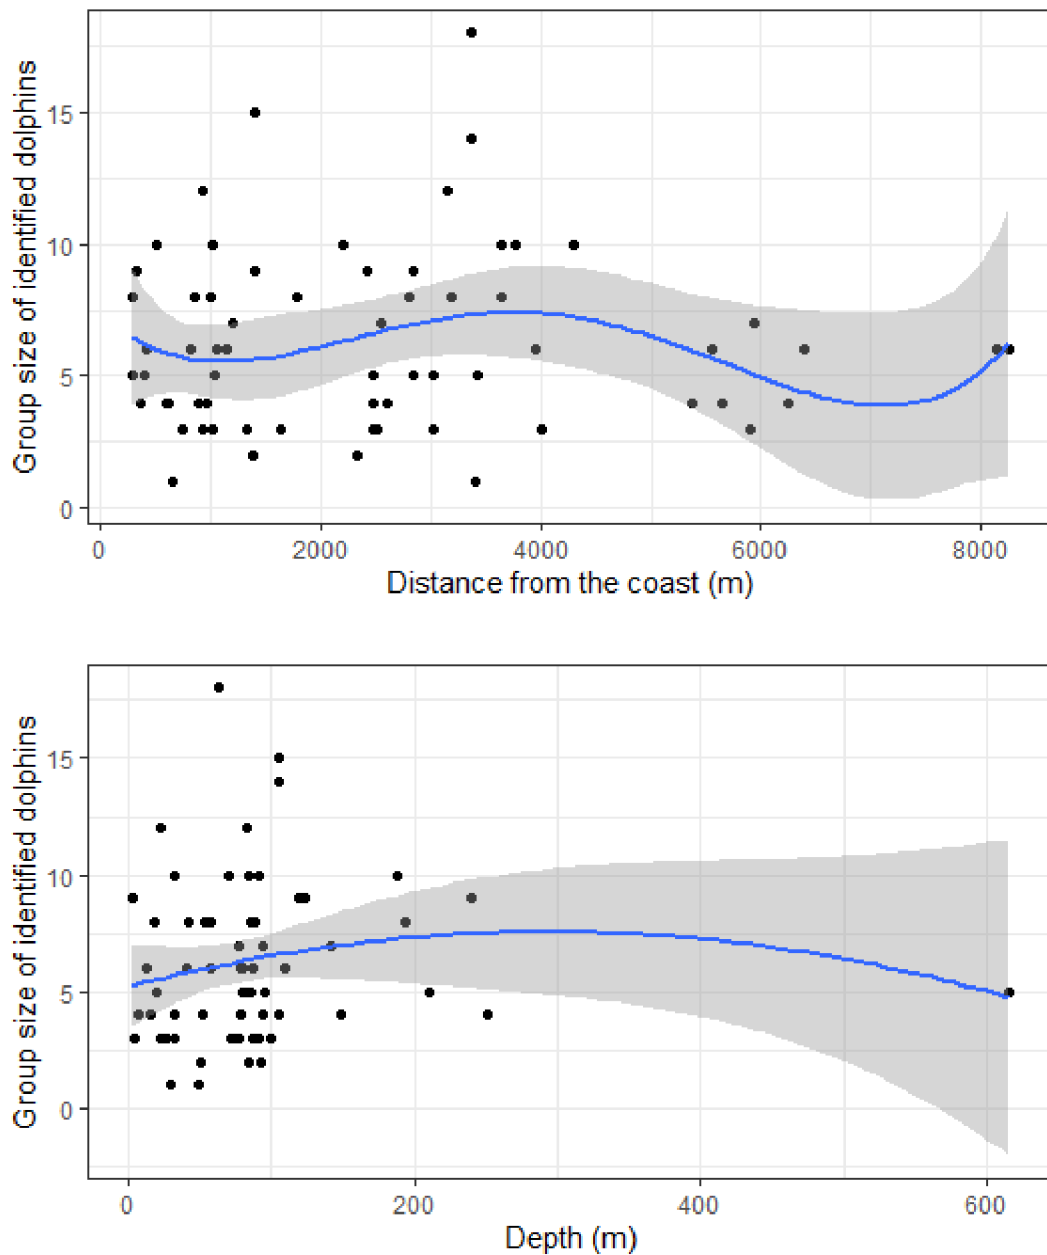 Group size of identified dolphins
15
10
5
0
0 2000 4000 6000 8000
Distance from the coast (m)
Group size of identified dolphins
15
10
5
0
0 200 400 600
Depth (m)